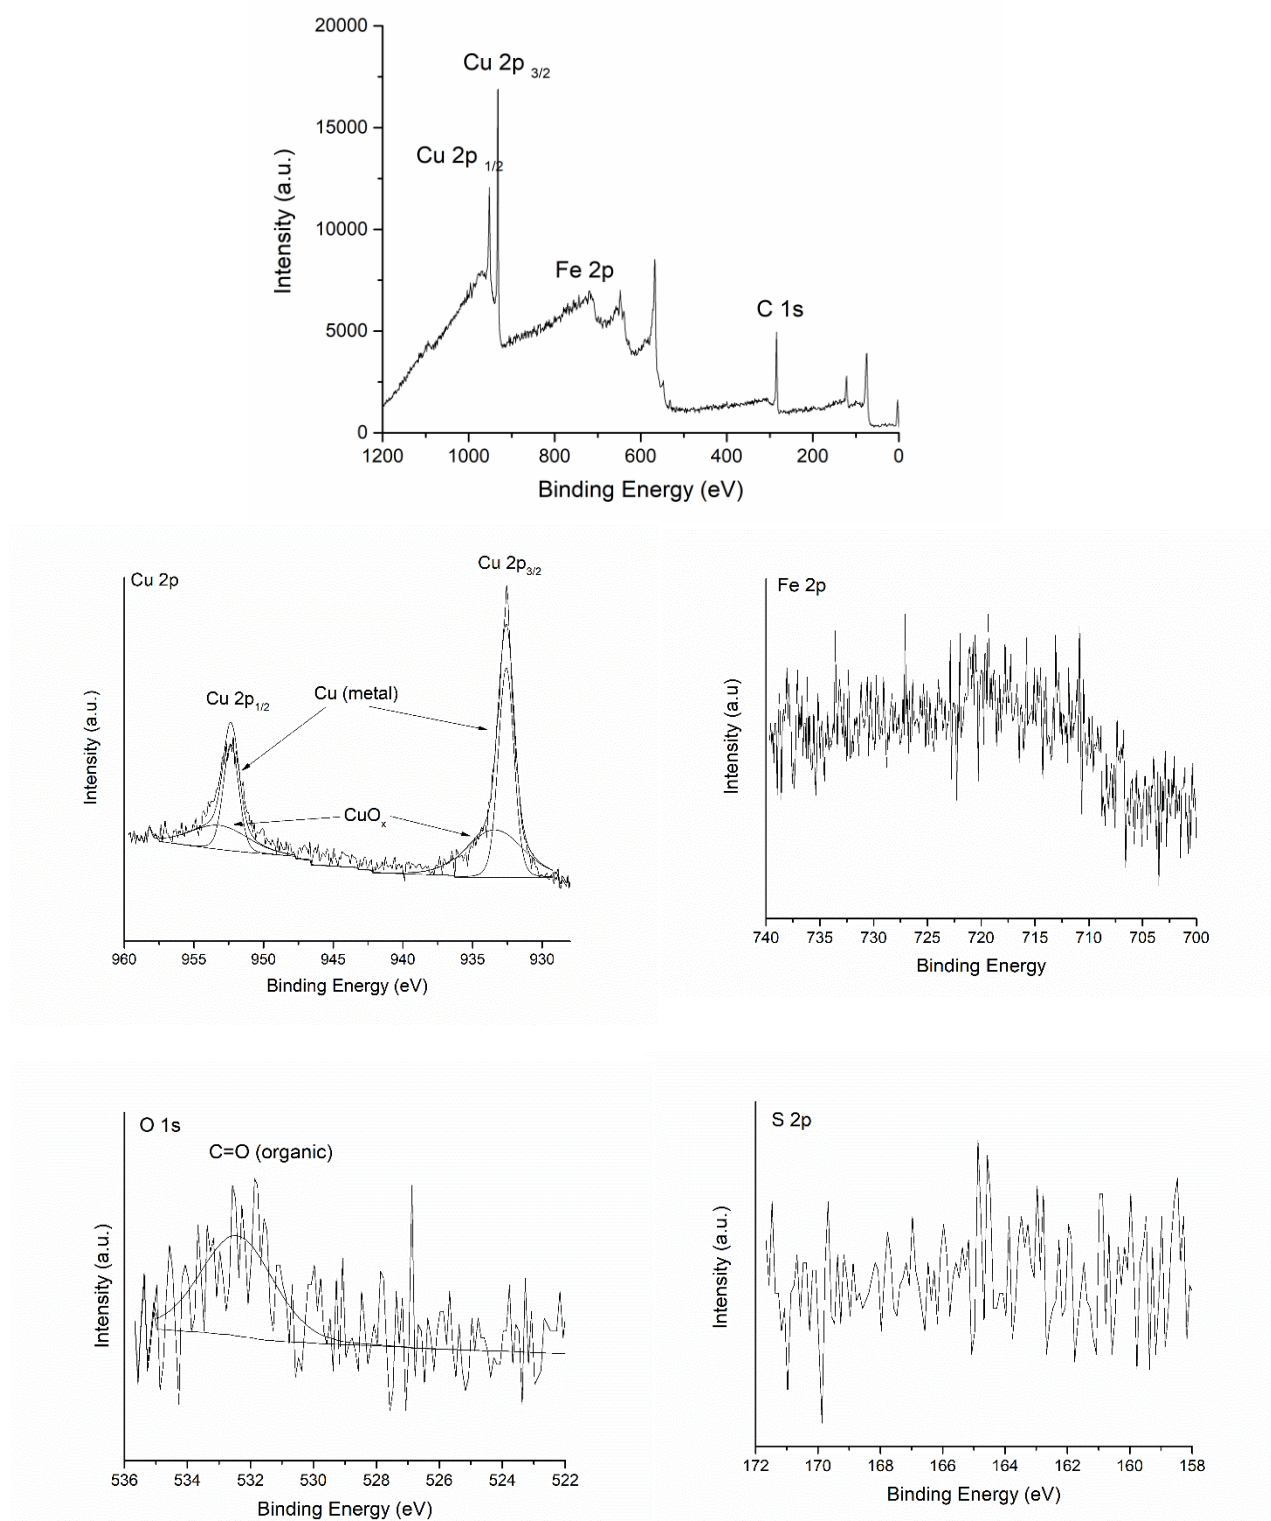 20000
Cu 2p 3/2
15000
Cu 2p 1/2
10000
Fe 2p
C 1s
5000
0
1200 1000 800 600 400 200 0
Intensity (a.u.)
Binding Energy (eV)
Cu 2p
Cu 2p3/2
Cu 2p1/2
Cu (metal)
CuOx
Intensity (a.u.)
960 955 950 945 940 935 930
Binding Energy (eV)
Fe 2p
Intensity (a.u)
740 735 730 725 720 715 710 705 700
Binding Energy
O 1s
C=O (organic)
Intensity (a.u.)
536 534 532 530 528 526 524 522
Binding Energy (eV)
S 2p
Intensity (a.u.)
172 170 168 166 164 162 160 158
Binding Energy (eV)